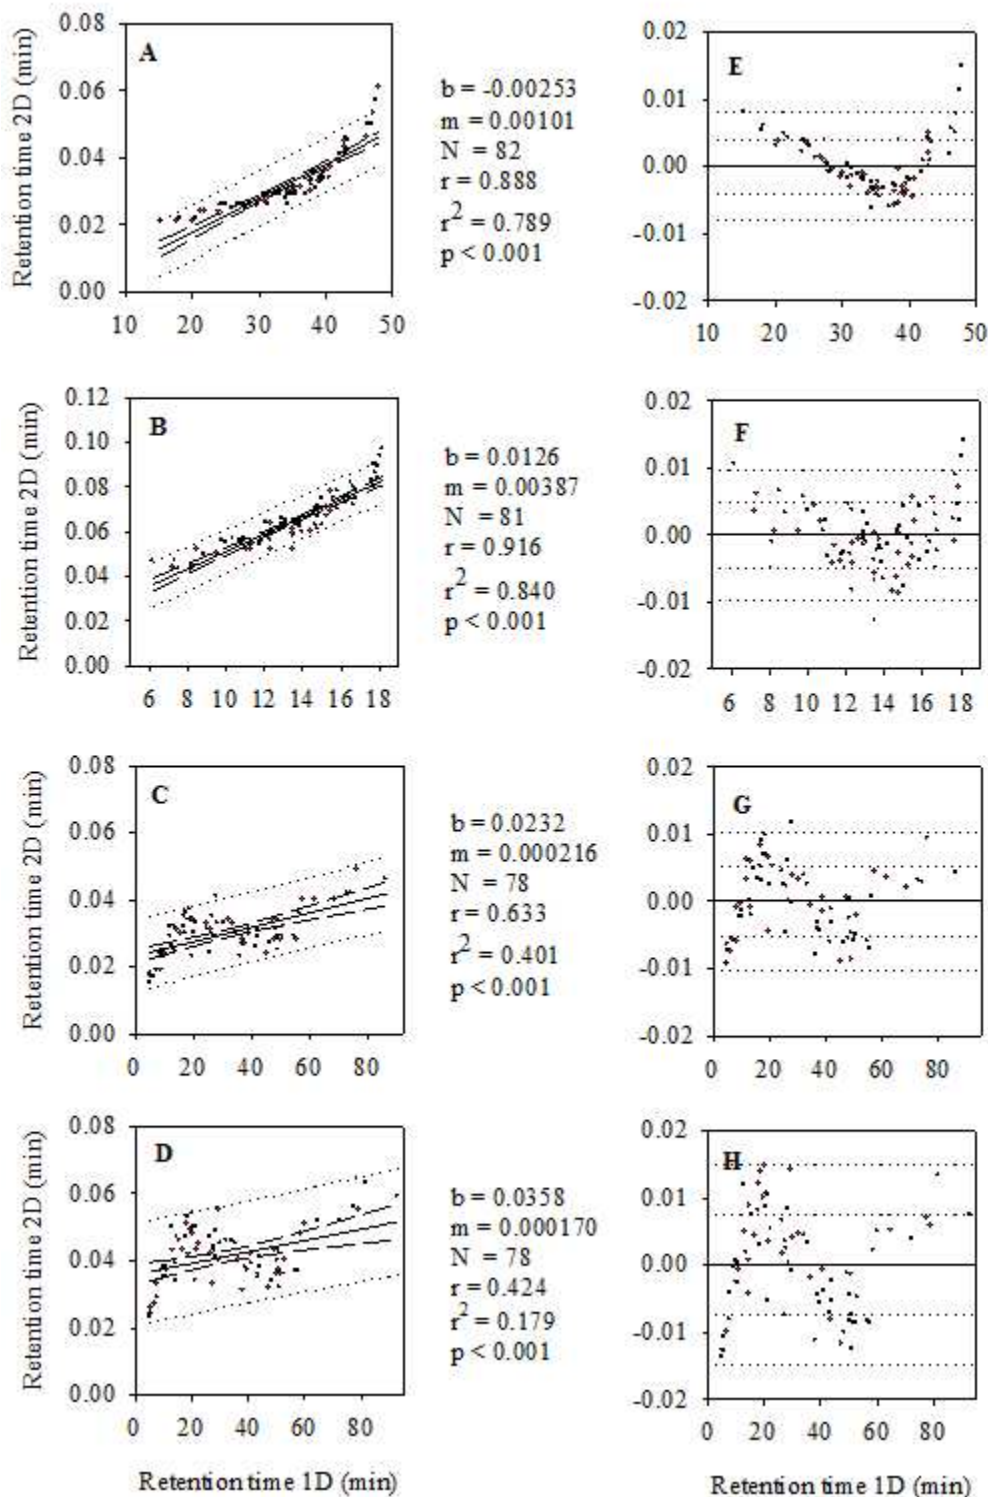 A
E
Retention time 2D (min)
0.08
0.06
0.04
0.02
0.00
10 20 30 40 50
b = -0.00253
m = 0.00101
N = 82
r = 0.888
r² = 0.789
p < 0.001
0.02
0.01
0.00
-0.01
-0.02
10 20 30 40 50
B
F
Retention time 2D (min)
0.12
0.10
0.08
0.06
0.04
0.02
0.00
6 8 10 12 14 16 18
b = 0.0126
m = 0.00387
N = 81
r = 0.916
r² = 0.840
p < 0.001
0.02
0.01
0.00
-0.01
-0.02
6 8 10 12 14 16 18
C
G
Retention time 2D (min)
0.08
0.06
0.04
0.02
0.00
0 20 40 60 80
b = 0.0232
m = 0.000216
N = 78
r = 0.633
r² = 0.401
p < 0.001
0.02
0.01
0.00
-0.01
-0.02
0 20 40 60 80
D
H
Retention time 2D (min)
0.08
0.06
0.04
0.02
0.00
0 20 40 60 80
b = 0.0358
m = 0.000170
N = 78
r = 0.424
r² = 0.179
p < 0.001
0.02
0.01
0.00
-0.01
-0.02
0 20 40 60 80
Retention time 1D (min)
Retention time 1D (min)